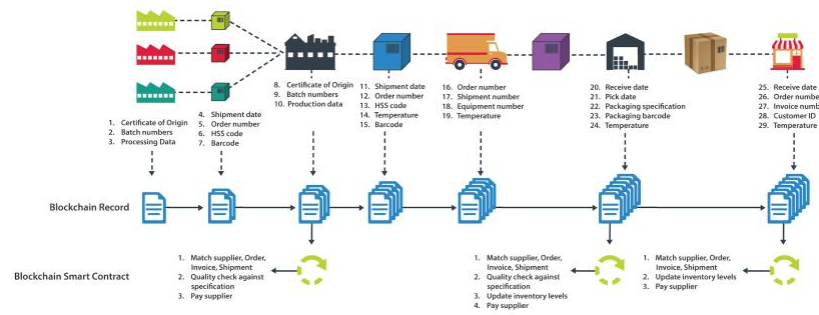 1. Certificate of Origin
2. Batch numbers
3. Processing Data
4. Shipment date
5. Order number
6. HSS code
7. Barcode
8. Certificate of Origin
9. Batch numbers
10. Production data
11. Shipment date
12. Order number
13. HSS code
14. Temperature
15. Barcode
16. Order number
17. Shipment number
18. Equipment number
19. Temperature
20. Receive date
21. Pick date
22. Packaging specification
23. Packaging barcode
24. Temperature
25. Receive date
26. Order numbe
27. Invoice num
28. Customer ID
29. Temperature
Blockchain Record
Blockchain Smart Contract
1. Match supplier, Order,
Invoice, Shipment
2. Quality check against
specification
3. Pay supplier
1. Match supplier, Order,
Invoice, Shipment
2. Quality check against
specification
3. Update inventory levels
4. Pay supplier
1. Match supplier, Order,
Invoice, Shipment
2. Update inventory levels
3. Pay supplier